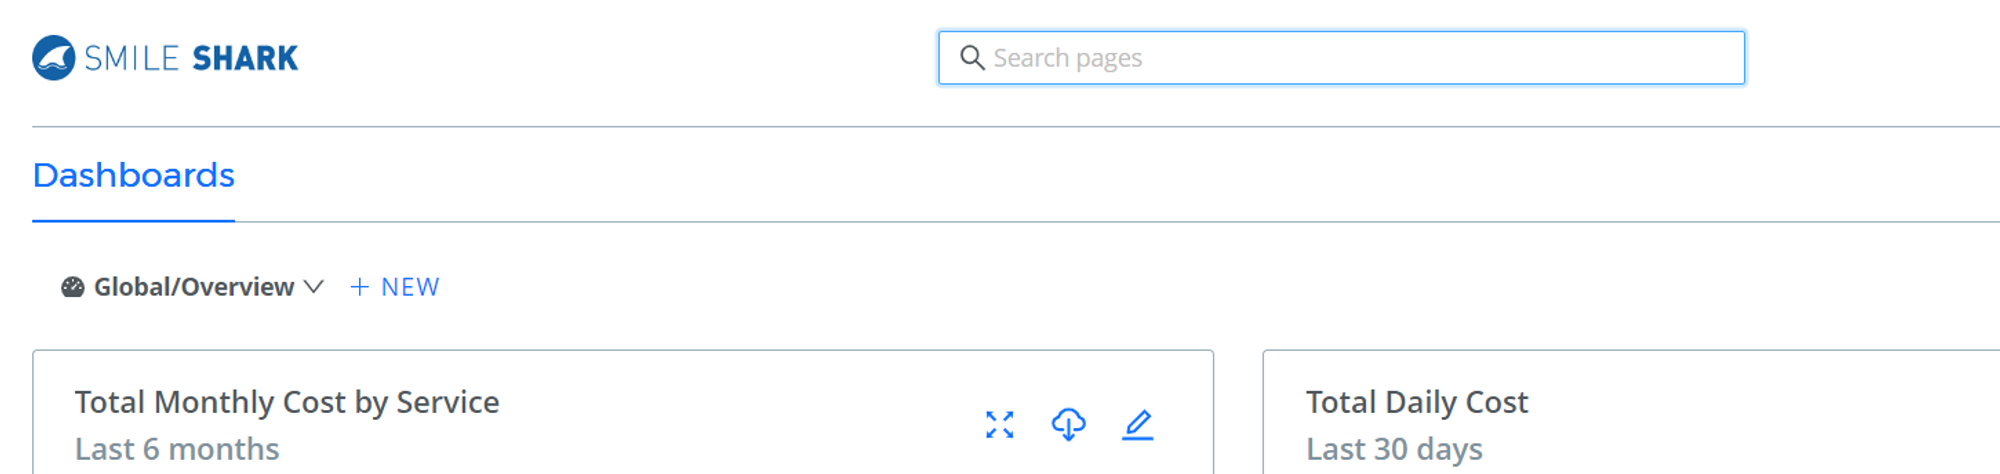 SMILE SHARK
Search pages
Dashboards
Global/Overview + NEW
Total Monthly Cost by Service
Last 6 months
Total Daily Cost
Last 30 days